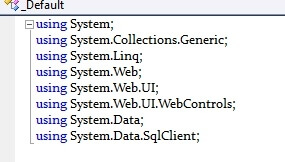 _Default
using System;
using System.Collections.Generic;
using System.Linq;
using System.Web;
using System.Web.UI;
using System.Web.UI.WebControls;
using System.Data;
using System.Data.SqlClient;